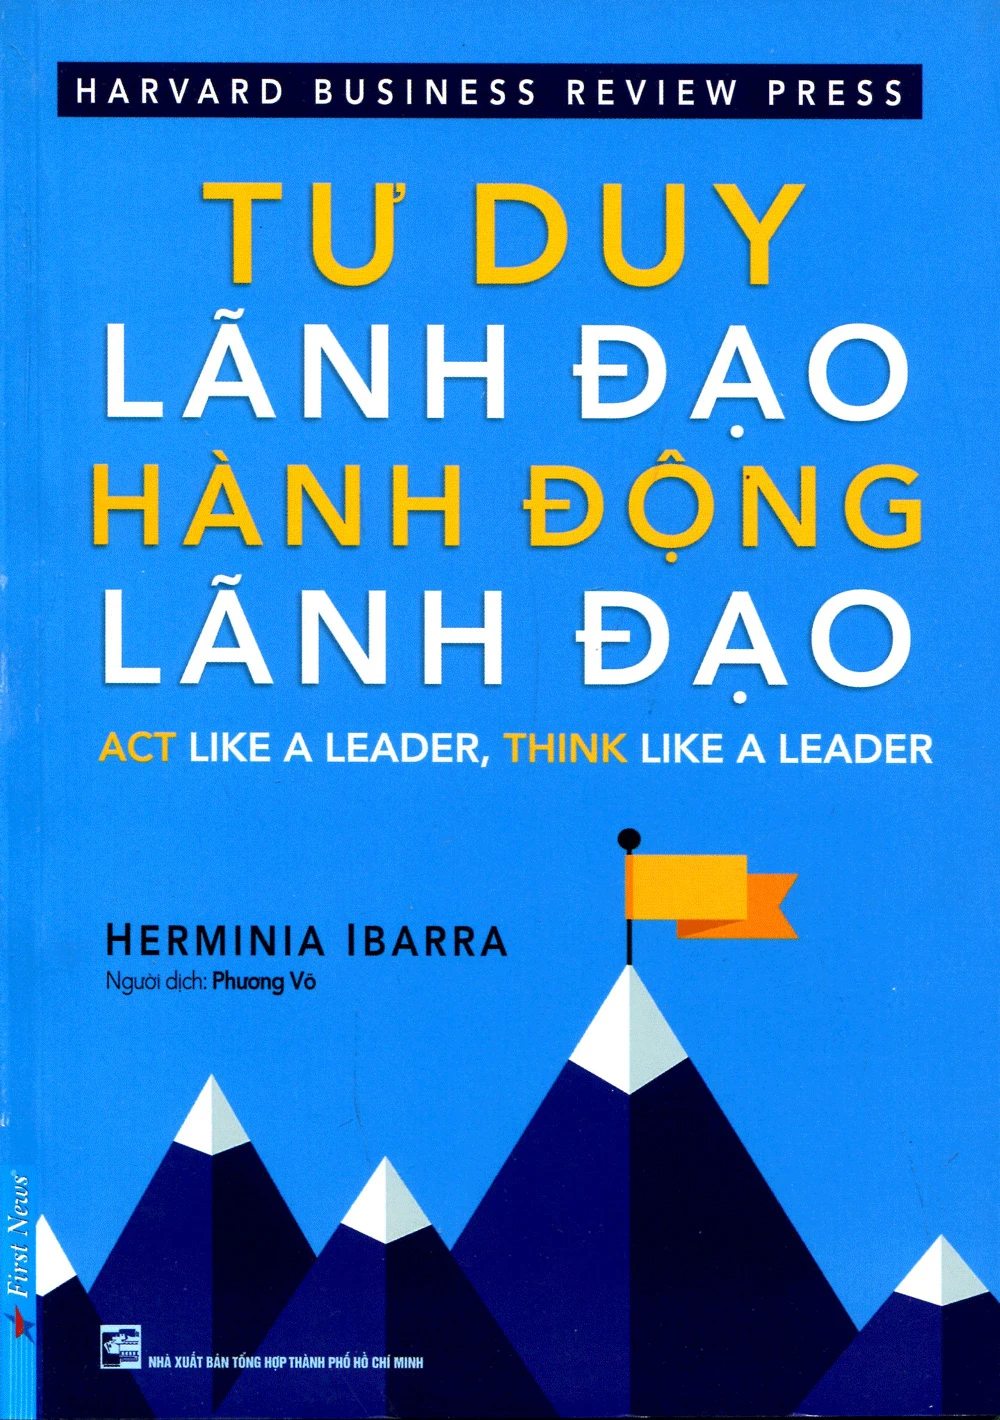 HARVARD BUSINESS REVIEW PRESS
TƯ DUY
LÃNH ĐẠO
HÀNH ĐỘNG
LÃNH ĐẠO
ACT LIKE A LEADER, THINK LIKE A LEADER
HERMINIA IBARRA
Người dịch: Phương Võ
First News
NHÀ XUẤT BẢN TỔNG HỢP THÀNH PHỐ HỒ CHÍ MINH